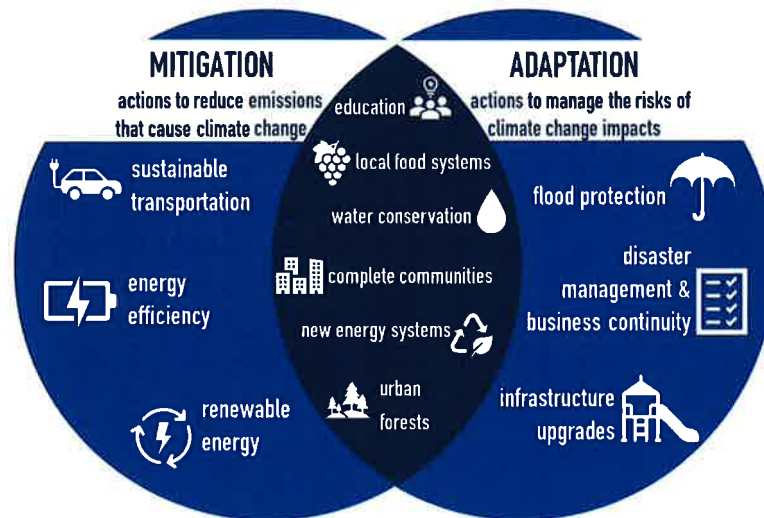 MITIGATION
actions to reduce emissions
that cause climate change
sustainable
transportation
energy
efficiency
renewable
energy
education
local food systems
water conservation
complete communities
new energy systems
urban
forests
ADAPTATION
actions to manage the risks of
climate change impacts
flood protection
disaster
management &
business continuity
infrastructure
upgrades